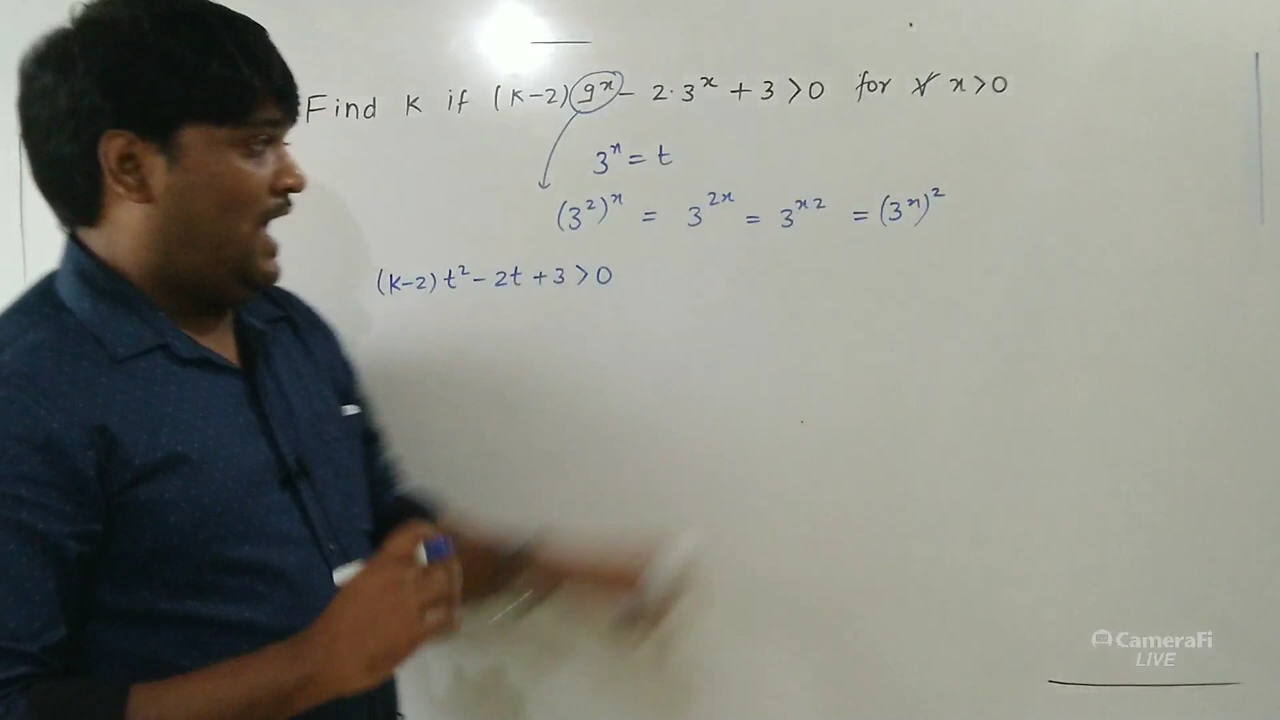 Find K if (K-2) 9^x - 2·3^x + 3 > 0 for ∀ x > 0
3^x = t
(3^2)^x = 3^{2x} = 3^{x2} = (3^x)^2
(K-2) t^2 - 2t + 3 > 0
CameraFi
LIVE